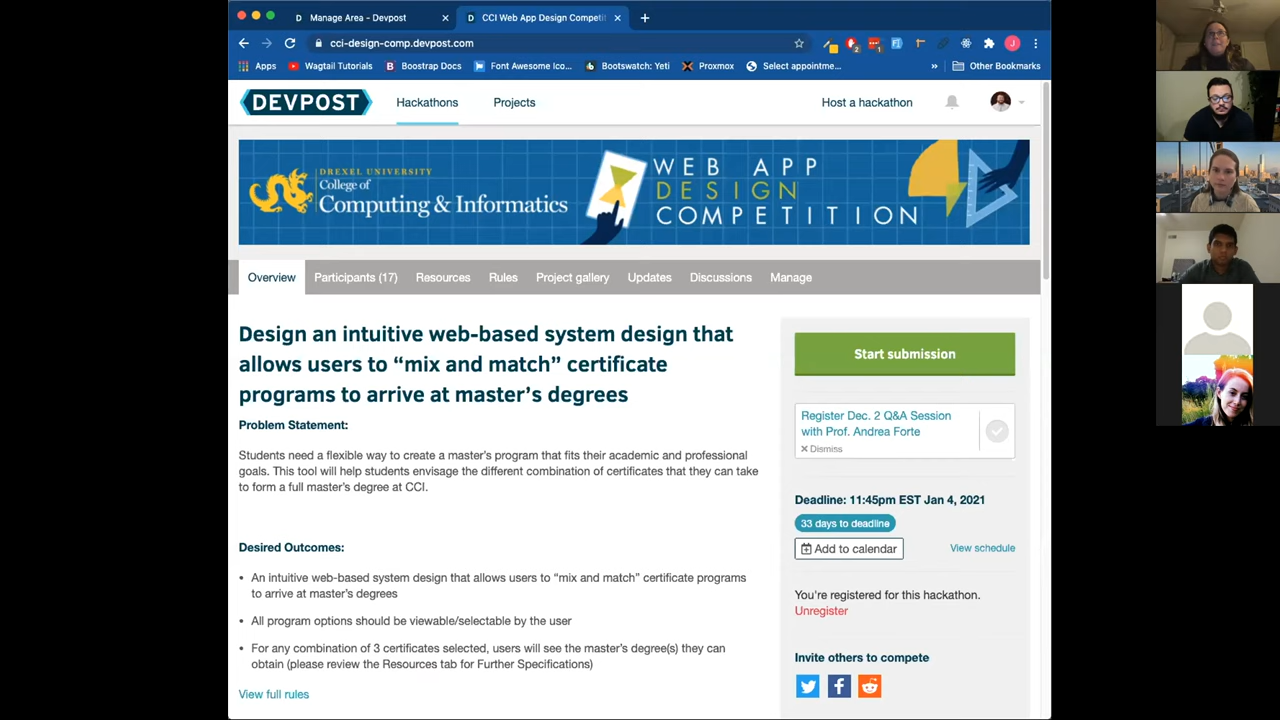 Manage Area - Devpost
CCI Web App Design Competit
cci-design-comp.devpost.com
Apps
Wagtail Tutorials
Boostrap Docs
Font Awesome Ico...
Bootswatch: Yeti
Proxmox
Select appointme...
»
Other Bookmarks
DEVPOST
Hackathons
Projects
Host a hackathon
DREXEL UNIVERSITY
College of
Computing & Informatics
WEB APP
DESIGN
COMPETITION
Overview
Participants (17)
Resources
Rules
Project gallery
Updates
Discussions
Manage
Design an intuitive web-based system design that
allows users to “mix and match” certificate
programs to arrive at master’s degrees
Problem Statement:
Students need a flexible way to create a master’s program that fits their academic and professional
goals. This tool will help students envisage the different combination of certificates that they can take
to form a full master’s degree at CCI.
Desired Outcomes:
• An intuitive web-based system design that allows users to “mix and match” certificate programs
to arrive at master’s degrees
• All program options should be viewable/selectable by the user
• For any combination of 3 certificates selected, users will see the master’s degree(s) they can
obtain (please review the Resources tab for Further Specifications)
View full rules
Start submission
Register Dec. 2 Q&A Session
with Prof. Andrea Forte
Dismiss
Deadline: 11:45pm EST Jan 4, 2021
33 days to deadline
Add to calendar
View schedule
You're registered for this hackathon.
Unregister
Invite others to compete